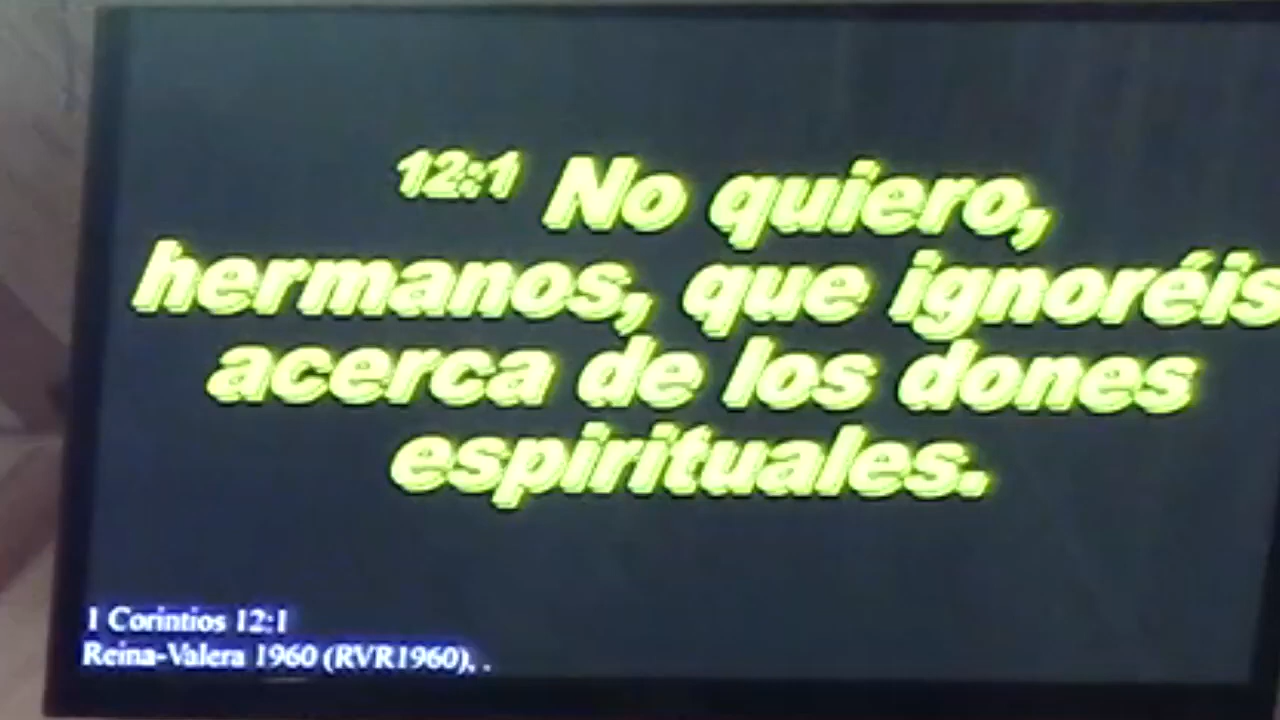 12:1 No quiero,
hermanos, que ignoréis
acerca de los dones
espirituales.
1 Corintios 12:1
Reina-Valera 1960 (RVR1960), .